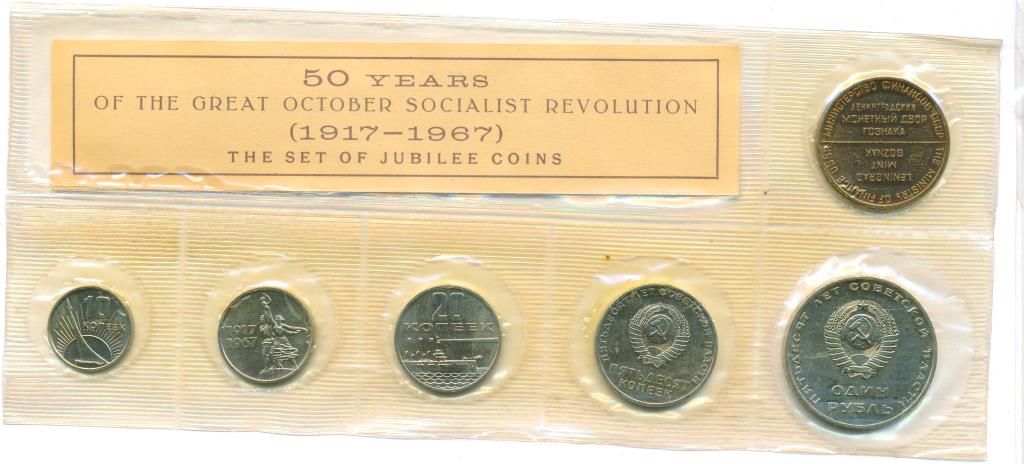 50 YEARS
OF THE GREAT OCTOBER SOCIALIST REVOLUTION
(1917–1967)
THE SET OF JUBILEE COINS
МИНИСТЕРСТВО ФИНАНСОВ СССР
ЛЕНИНГРАДСКИЙ
МОНЕТНЫЙ ДВОР
ГОЗНАКА
THE MINISTRY OF FINANCE USSR
LENINGRAD
MINT
GOZNAK
10
КОПЕЕК
1917
1967
20
КОПЕЕК
ПЯТЬДЕСЯТ ЛЕТ СОВЕТСКОЙ ВЛАСТИ
ПЯТЬДЕСЯТ
КОПЕЕК
ПЯТЬДЕСЯТ ЛЕТ СОВЕТСКОЙ ВЛАСТИ
ОДИН
РУБЛЬ